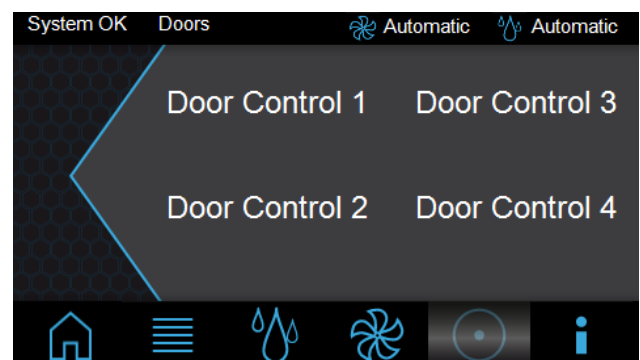 System OK Doors Automatic Automatic
Door Control 1 Door Control 3
Door Control 2 Door Control 4